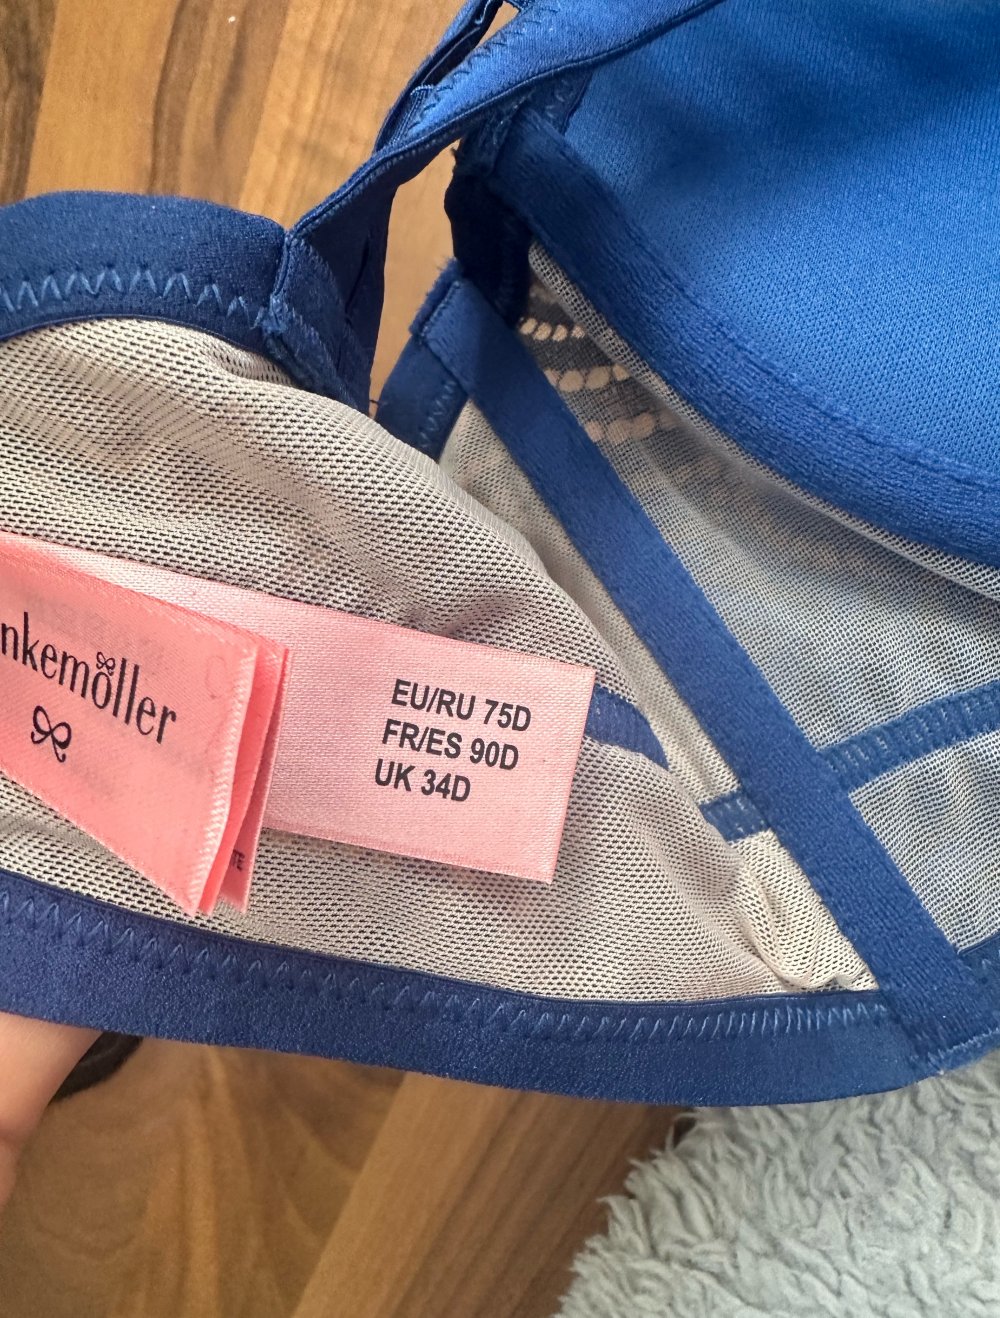 nkemöller
EU/RU 75D
FR/ES 90D
UK 34D